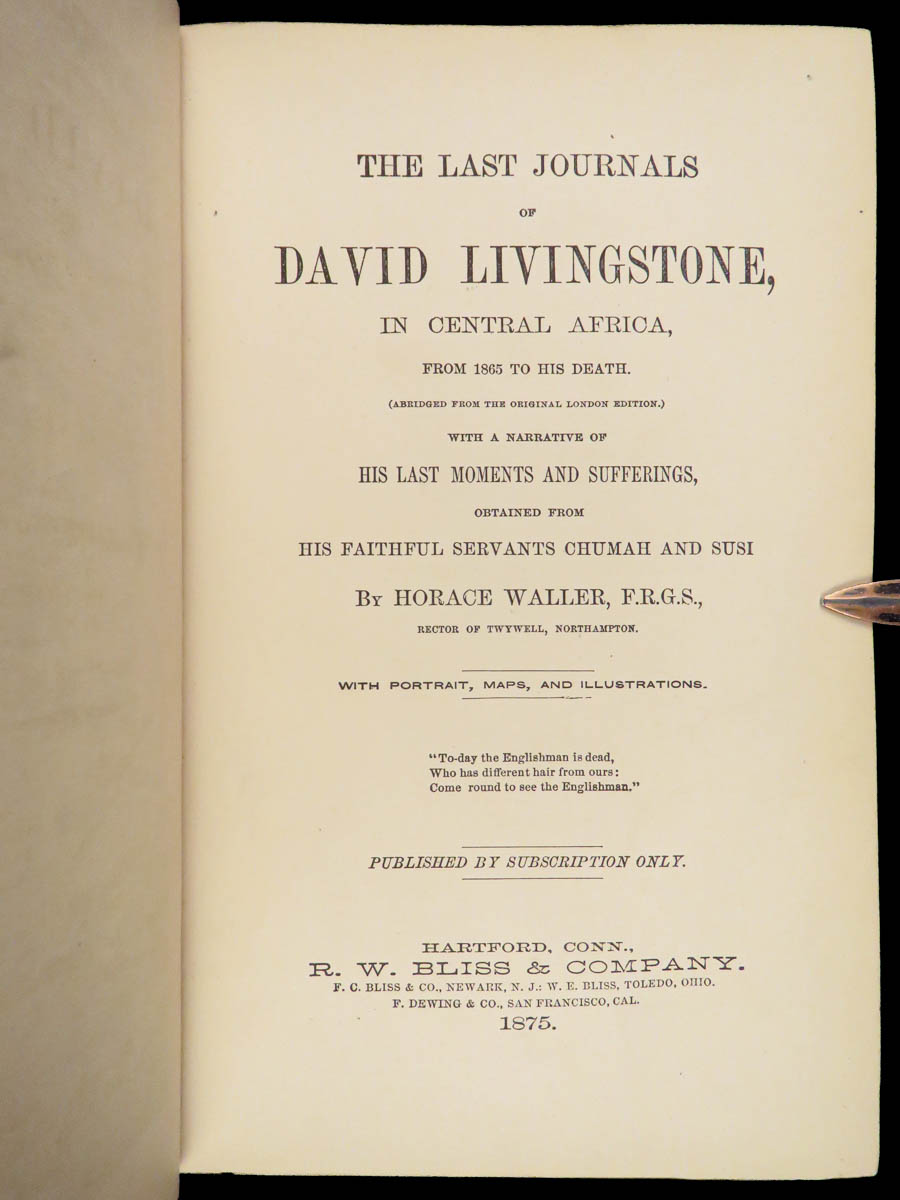 THE LAST JOURNALS
OF
DAVID LIVINGSTONE,
IN CENTRAL AFRICA,
FROM 1865 TO HIS DEATH.
(ABRIDGED FROM THE ORIGINAL LONDON EDITION.)
WITH A NARRATIVE OF
HIS LAST MOMENTS AND SUFFERINGS,
OBTAINED FROM
HIS FAITHFUL SERVANTS CHUMAH AND SUSI
BY HORACE WALLER, F.R.G.S.,
RECTOR OF TWYWELL, NORTHAMPTON.
WITH PORTRAIT, MAPS, AND ILLUSTRATIONS.
"To-day the Englishman is dead,
Who has different hair from ours:
Come round to see the Englishman."
PUBLISHED BY SUBSCRIPTION ONLY.
HARTFORD, CONN.,
R. W. BLISS & COMPANY.
F. C. BLISS & CO., NEWARK, N. J.: W. E. BLISS, TOLEDO, OHIO.
F. DEWING & CO., SAN FRANCISCO, CAL.
1875.